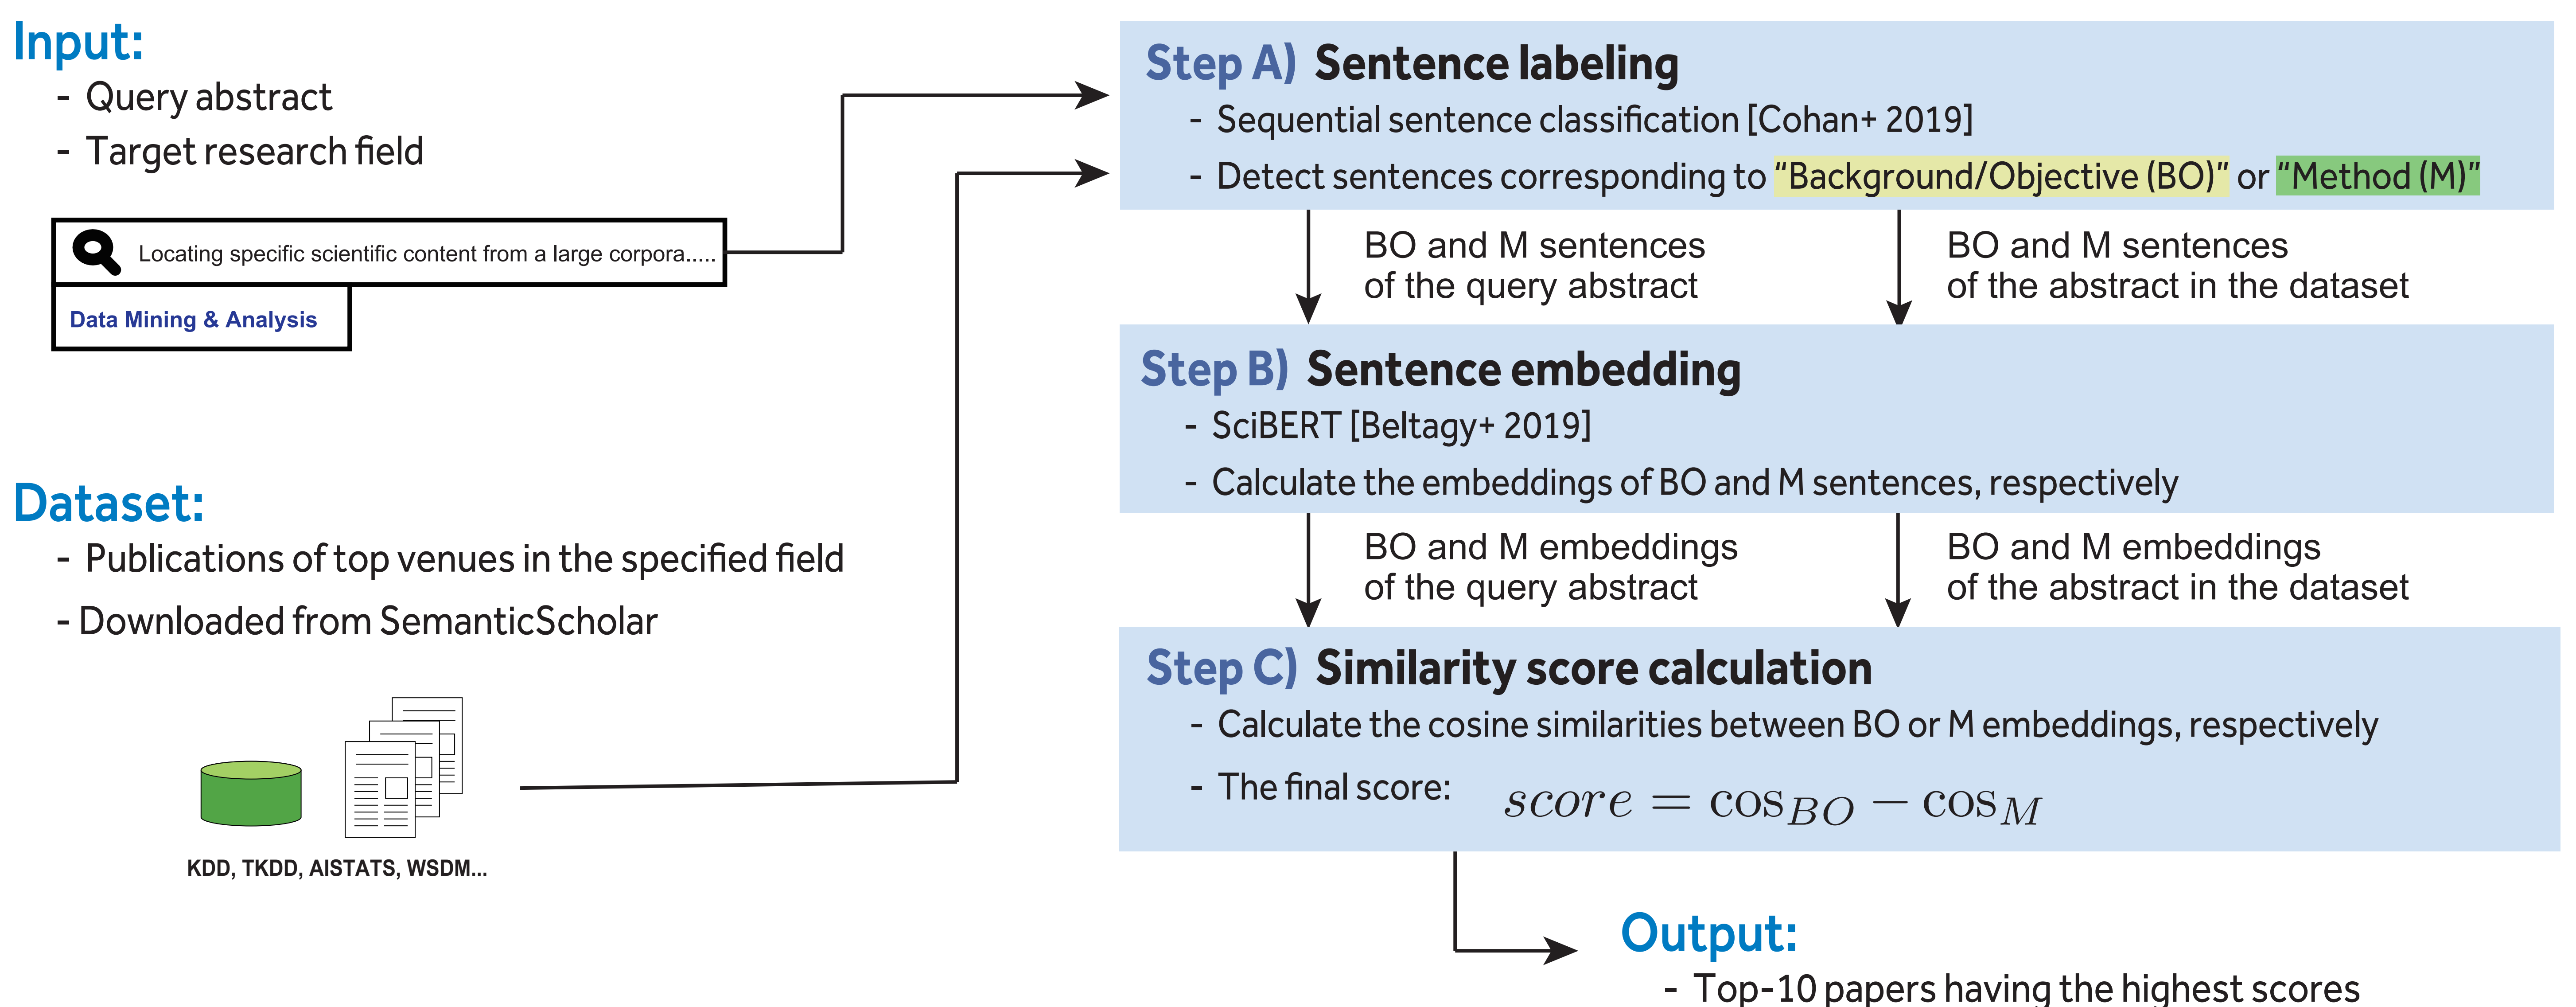 Input:
- Query abstract
- Target research field
Locating specific scientific content from a large corpora.....
Data Mining & Analysis
Dataset:
- Publications of top venues in the specified field
- Downloaded from SemanticScholar
KDD, TKDD, AISTATS, WSDM...
Step A) Sentence labeling
- Sequential sentence classification [Cohan+ 2019]
- Detect sentences corresponding to “Background/Objective (BO)” or “Method (M)”
BO and M sentences
of the query abstract
BO and M sentences
of the abstract in the dataset
Step B) Sentence embedding
- SciBERT [Beltagy+ 2019]
- Calculate the embeddings of BO and M sentences, respectively
BO and M embeddings
of the query abstract
BO and M embeddings
of the abstract in the dataset
Step C) Similarity score calculation
- Calculate the cosine similarities between BO or M embeddings, respectively
- The final score: score = cos_BO − cos_M
Output:
- Top-10 papers having the highest scores